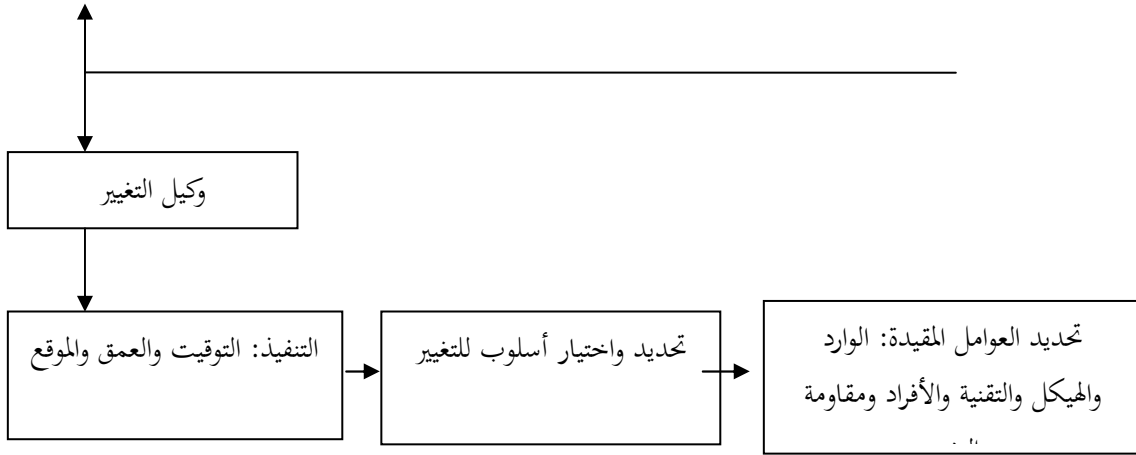 وكيل التغيير
تحديد العوامل المقيدة: الوارد
والهيكل والتقنية والأفراد ومقاومة
تحديد واختيار أسلوب للتغيير
التنفيذ: التوقيت والعمق والموقع